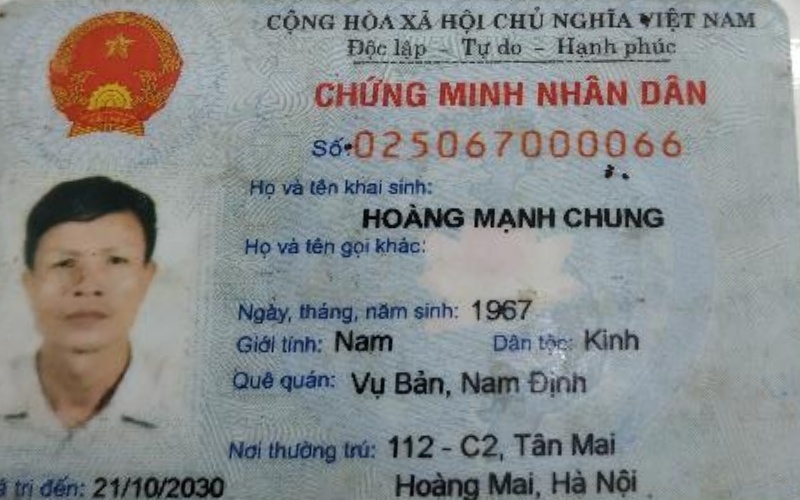 CỘNG HÒA XÃ HỘI CHỦ NGHĨA VIỆT NAM
Độc lập - Tự do - Hạnh phúc
CHỨNG MINH NHÂN DÂN
Số: 025067000066
Họ và tên khai sinh:
HOÀNG MẠNH CHUNG
Họ và tên gọi khác:
Ngày, tháng, năm sinh: 1967
Giới tính: Nam Dân tộc: Kinh
Quê quán: Vụ Bản, Nam Định
Nơi thường trú: 112 - C2, Tân Mai
trị đến: 21/10/2030 Hoàng Mai, Hà Nội